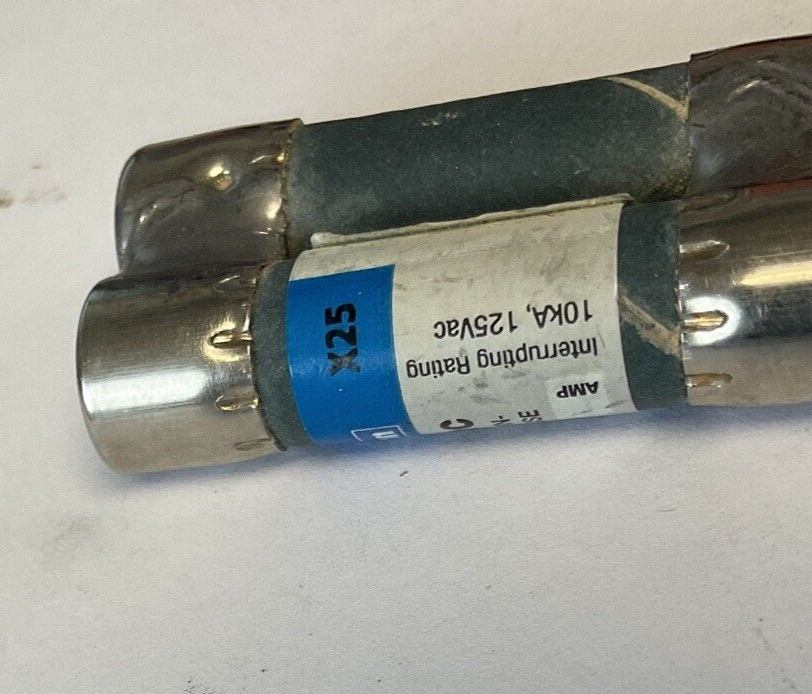 AMP
Interrupting Rating
10kA, 125Vac
X25